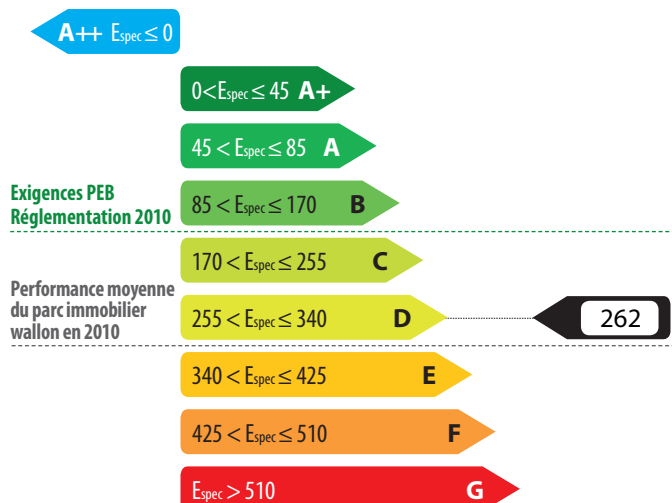 A++ Espec ≤ 0
0<Espec ≤ 45 A+
45 < Espec ≤ 85 A
Exigences PEB
Réglementation 2010
85 < Espec ≤ 170 B
170 < Espec ≤ 255 C
Performance moyenne
du parc immobilier
wallon en 2010
255 < Espec ≤ 340 D
262
340 < Espec ≤ 425 E
425 < Espec ≤ 510 F
Espec > 510 G